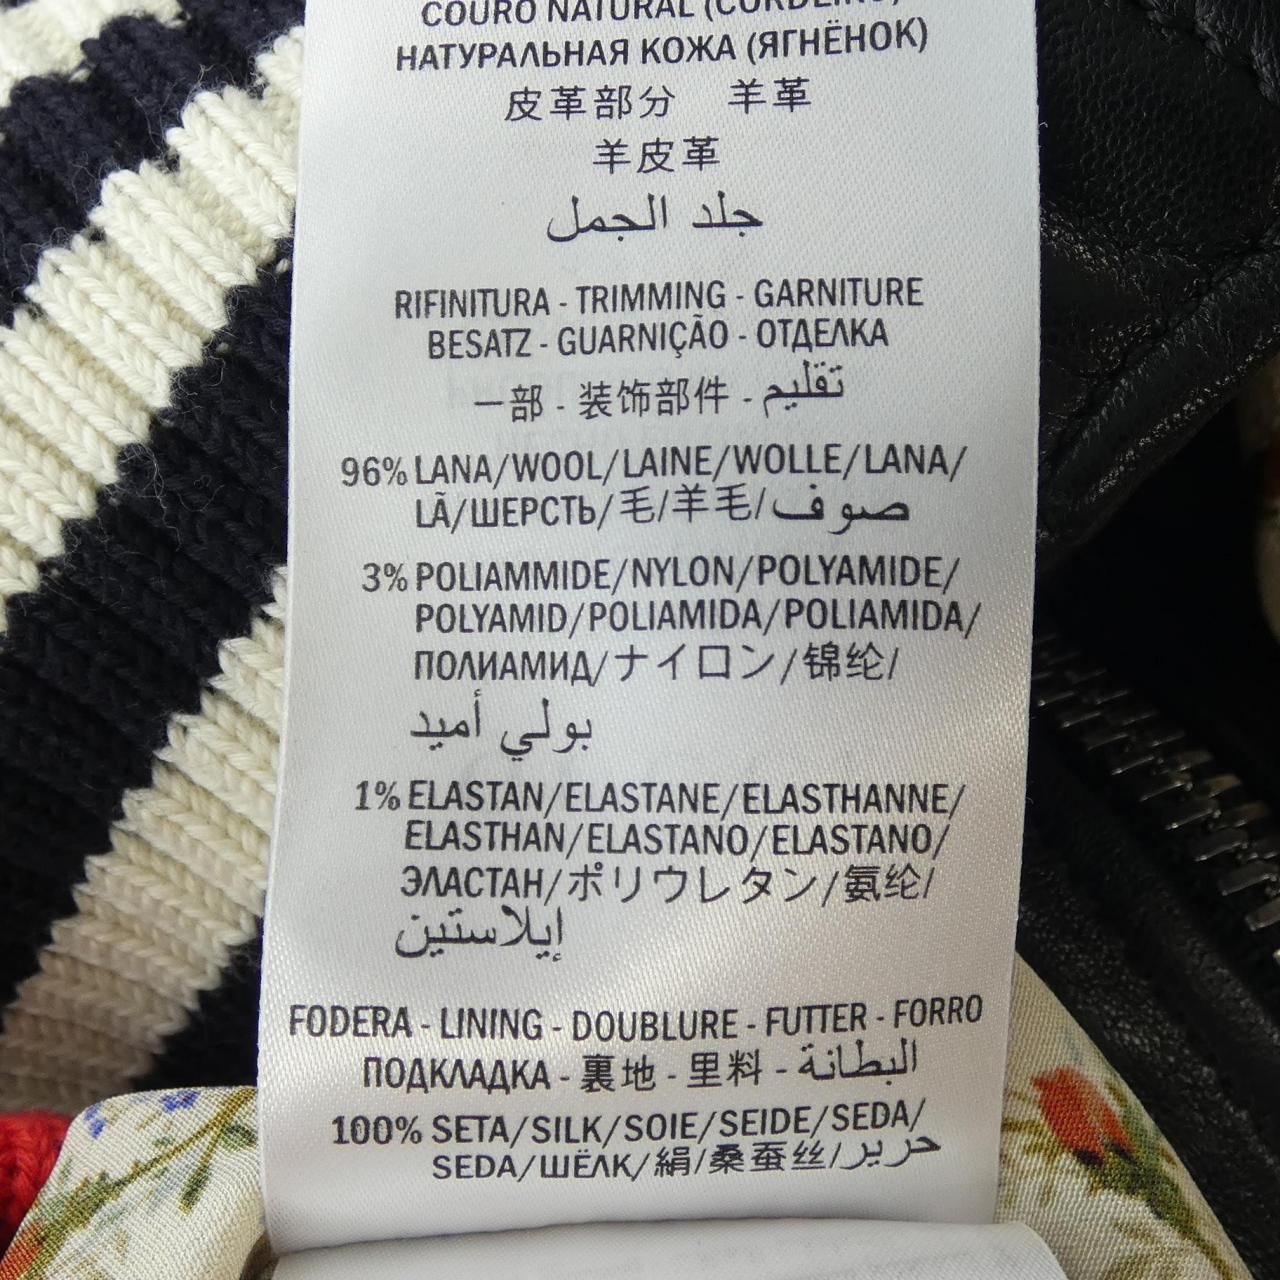 COURO NATURAL (CORDEIRO)
НАТУРАЛЬНАЯ КОЖА (ЯГНЁНОК)
皮革部分 羊革
羊皮革
جلد الجمل
RIFINITURA - TRIMMING - GARNITURE
BESATZ - GUARNIÇÃO - ОТДЕЛКА
一部 - 装饰部件 - تقليم
96% LANA/WOOL/LAINE/WOLLE/LANA/
LÃ/ШЕРСТЬ/毛/羊毛/صوف
3% POLIAMMIDE/NYLON/POLYAMIDE/
POLYAMID/POLIAMIDA/POLIAMIDA/
ПОЛИАМИД/ナイロン/锦纶/
بولي أميد
1% ELASTAN/ELASTANE/ELASTHANNE/
ELASTHAN/ELASTANO/ELASTANO/
ЭЛАСТАН/ポリウレタン/氨纶/
إيلاستين
FODERA - LINING - DOUBLURE - FUTTER - FORRO
ПОДКЛАДКА - 裏地 - 里料 - البطانة
100% SETA/SILK/SOIE/SEIDE/SEDA/
SEDA/ШЁЛК/絹/桑蚕丝/حرير